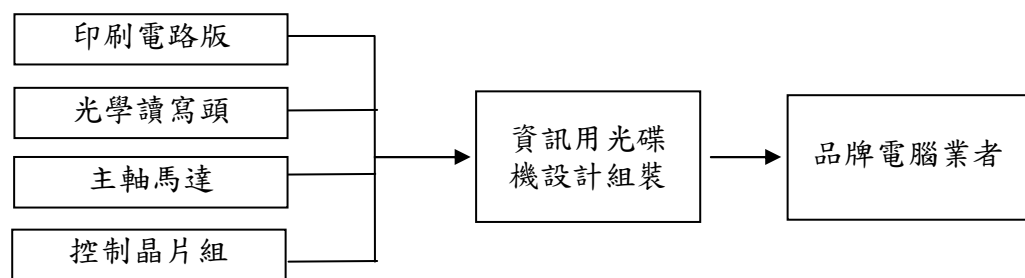 印刷電路版
光學讀寫頭
主軸馬達
控制晶片組
資訊用光碟
機設計組裝
品牌電腦業者